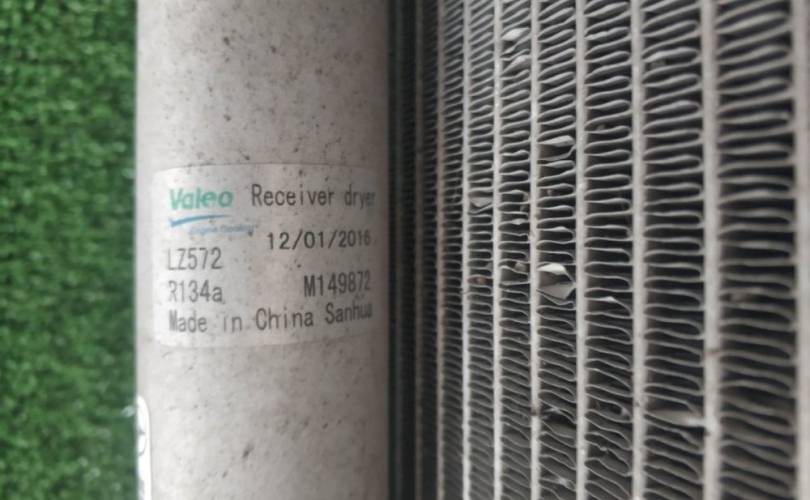 Valeo Receiver dryer
12/01/2016
LZ572
R134a M149872
Made in China Sanhua